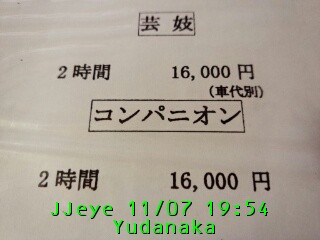 芸妓
2時間 16,000円
(車代別)
コンパニオン
2時間 16,000円
JJeye 11/07 19:54
Yudanaka